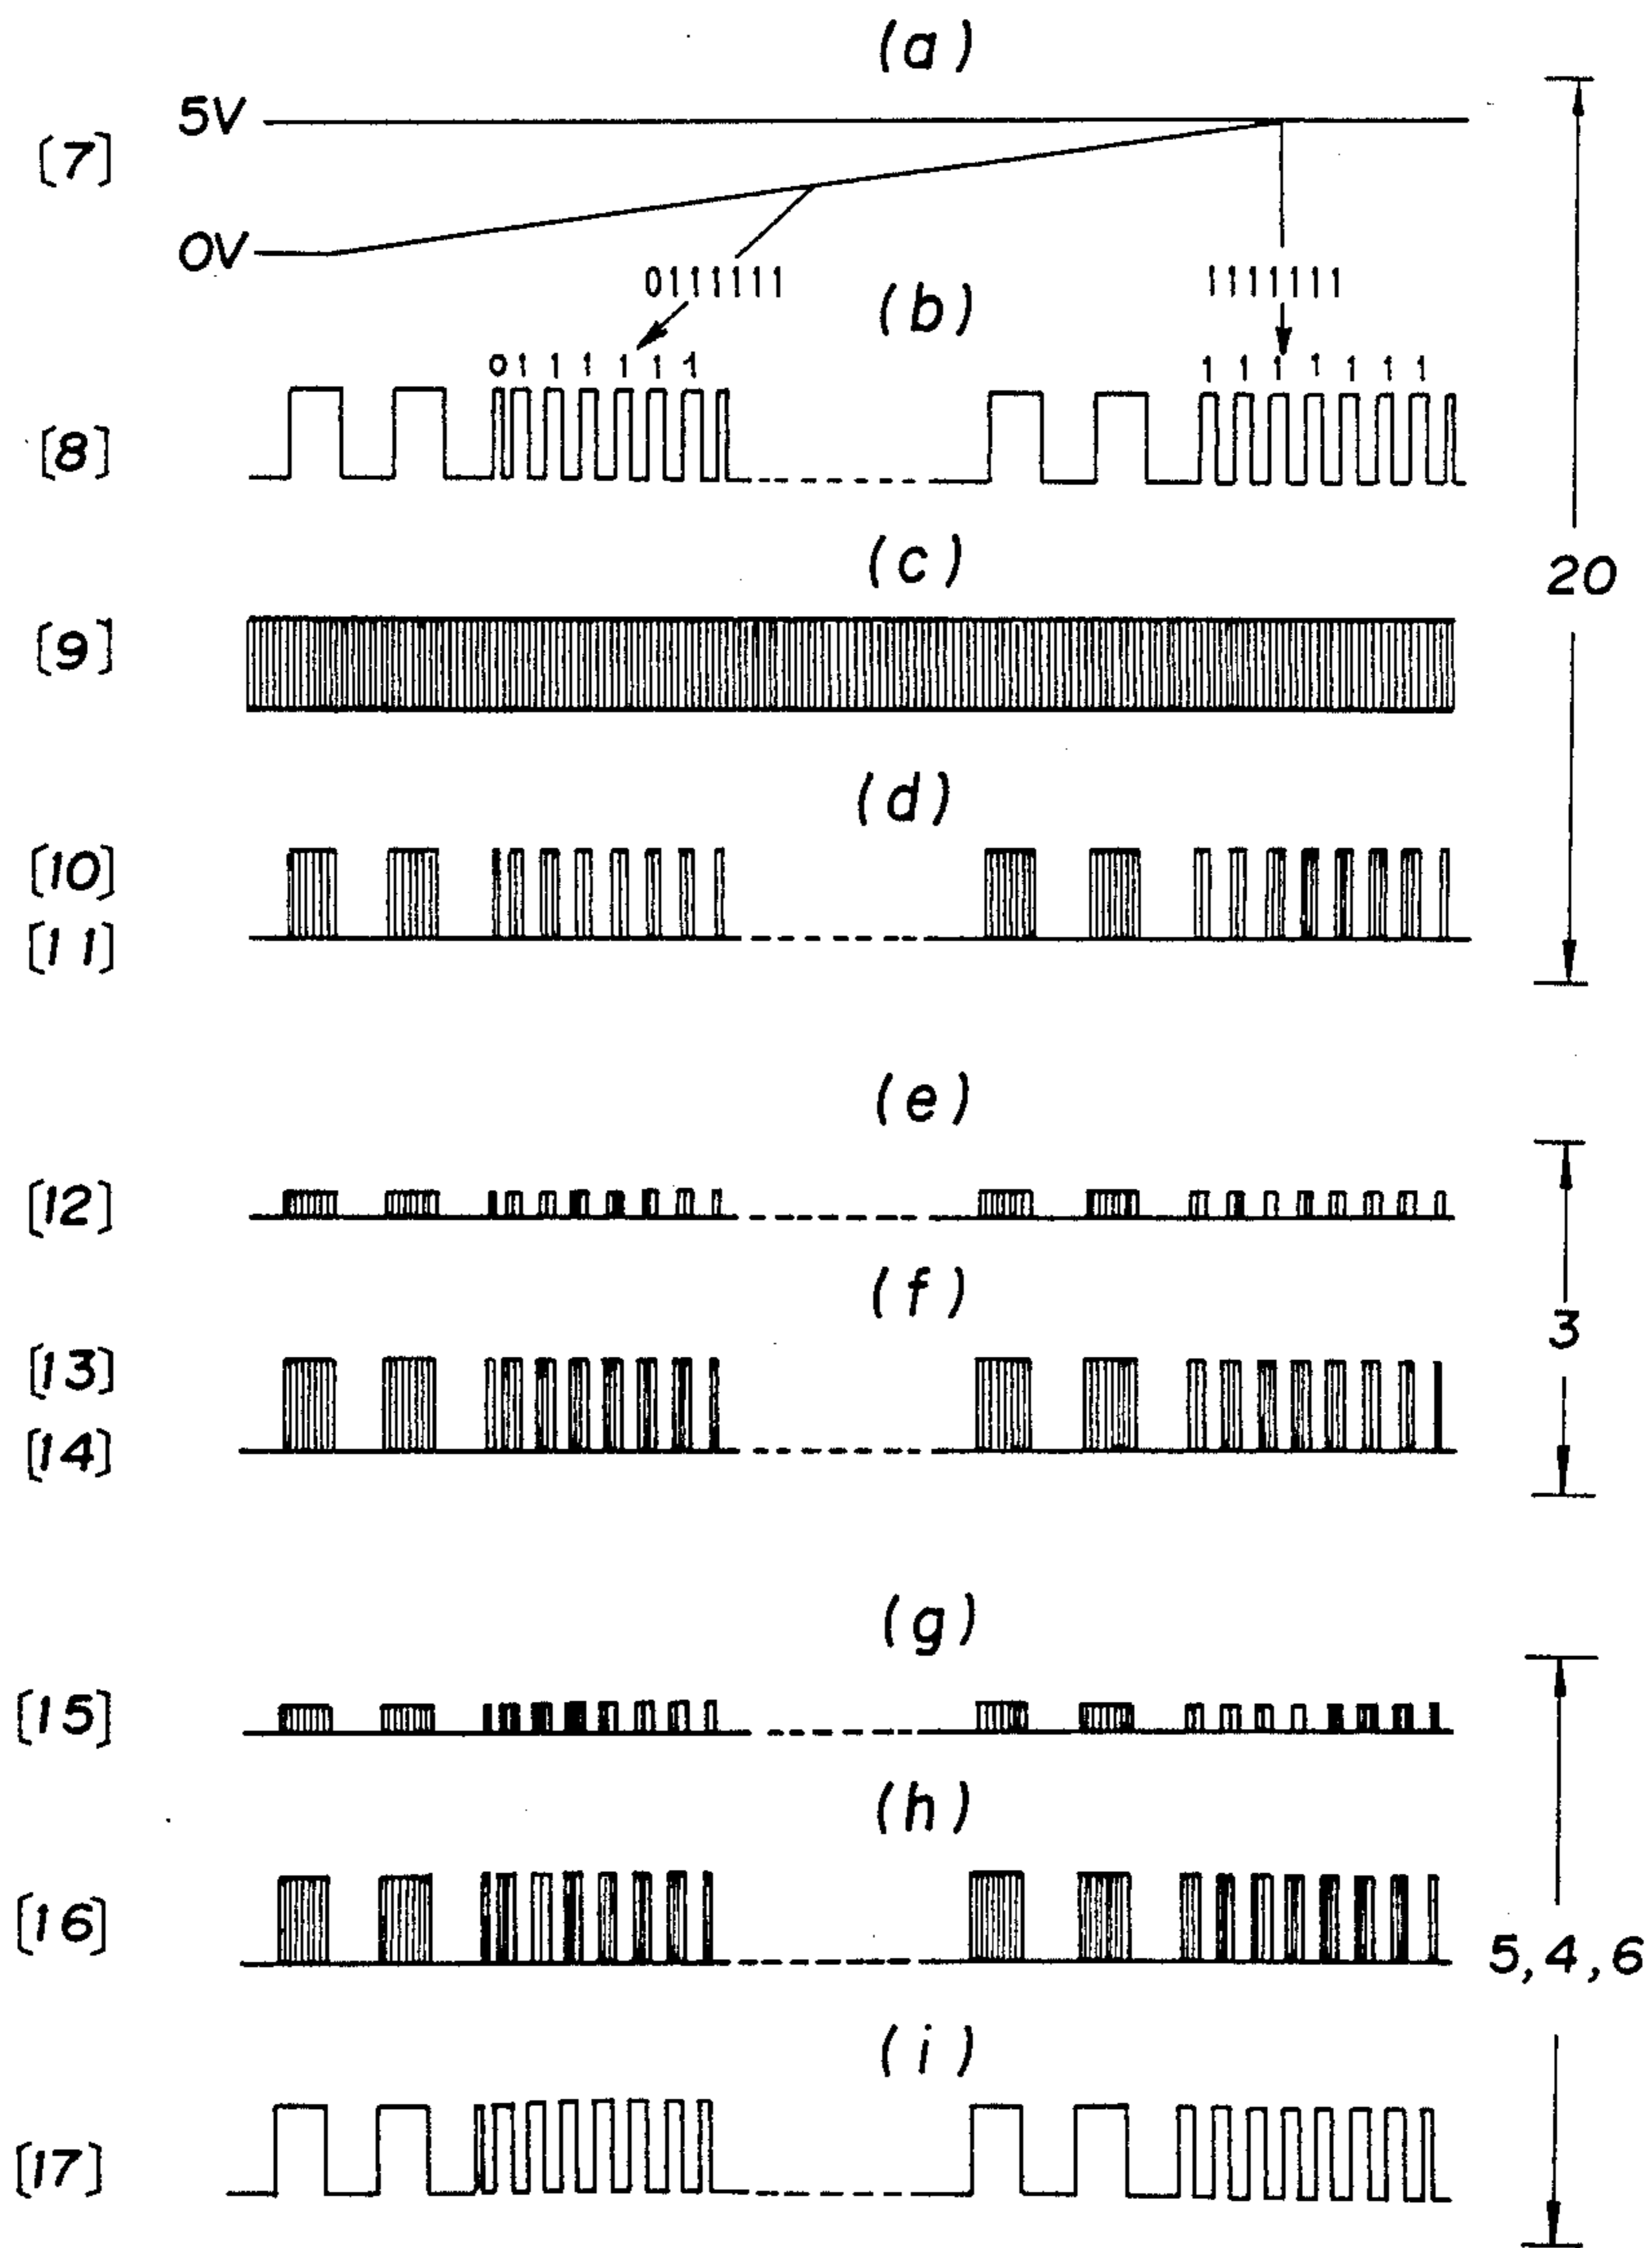 (a)
5V
[7]
0V
0111111
1111111
(b)
0 1 1 1 1 1 1
1 1 1 1 1 1 1
[8]
(c)
20
[9]
(d)
[10]
[11]
(e)
[12]
(f)
3
[13]
[14]
(g)
[15]
(h)
[16]
5,4,6
(i)
[17]